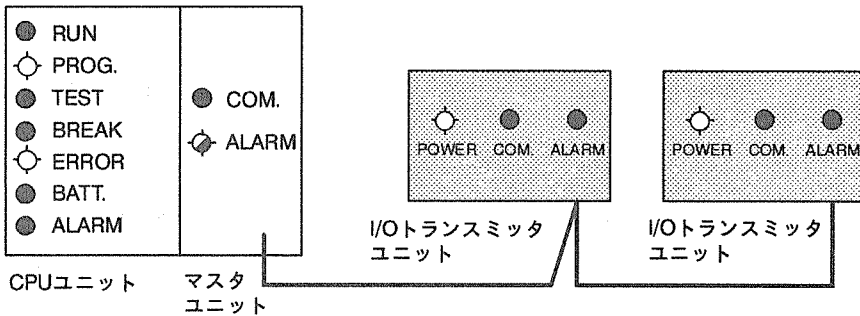 RUN
PROG.
TEST
BREAK
ERROR
BATT.
ALARM
COM.
ALARM
CPUユニット
マスタ
ユニット
POWER COM. ALARM
I/Oトランスミッタ
ユニット
POWER COM. ALARM
I/Oトランスミッタ
ユニット